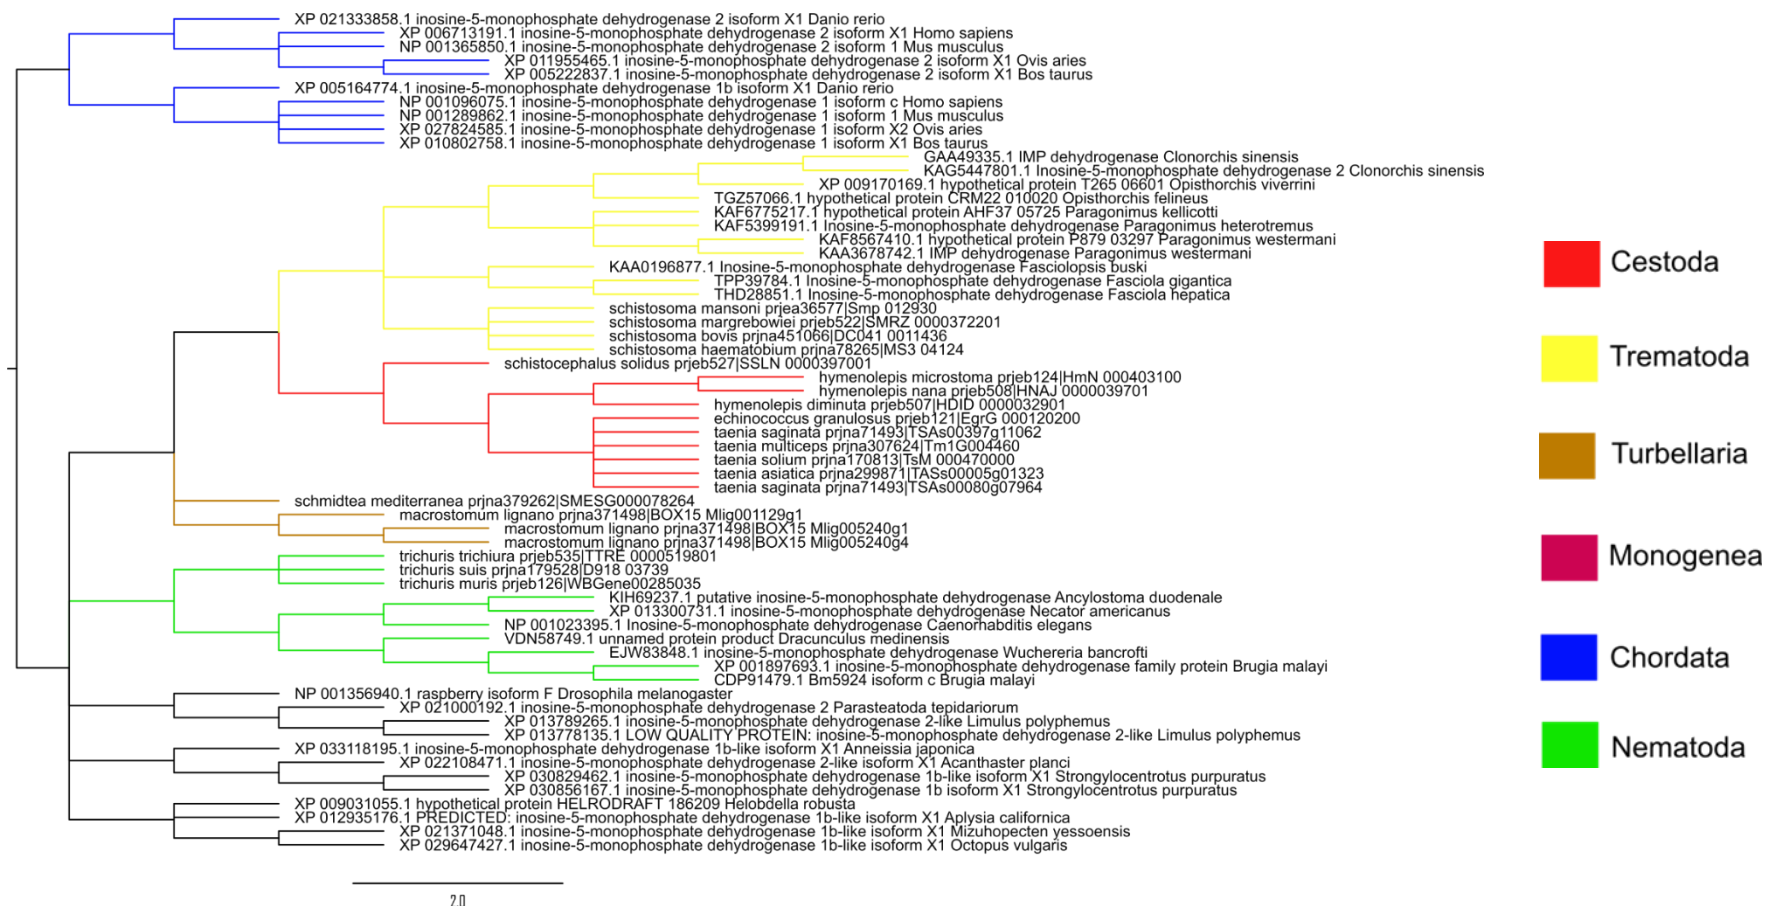 XP 021333858.1 inosine-5-monophosphate dehydrogenase 2 isoform X1 Danio rerio
XP 006713191.1 inosine-5-monophosphate dehydrogenase 2 isoform X1 Homo sapiens
NP 001365850.1 inosine-5-monophosphate dehydrogenase 2 isoform 1 Mus musculus
XP 011955465.1 inosine-5-monophosphate dehydrogenase 2 isoform X1 Ovis aries
XP 005222837.1 inosine-5-monophosphate dehydrogenase 2 isoform X1 Bos taurus
XP 005164774.1 inosine-5-monophosphate dehydrogenase 1b isoform X1 Danio rerio
NP 001096075.1 inosine-5-monophosphate dehydrogenase 1 isoform c Homo sapiens
NP 001289862.1 inosine-5-monophosphate dehydrogenase 1 isoform 1 Mus musculus
XP 027824585.1 inosine-5-monophosphate dehydrogenase 1 isoform X2 Ovis aries
XP 010802758.1 inosine-5-monophosphate dehydrogenase 1 isoform X1 Bos taurus
GAA49335.1 IMP dehydrogenase Clonorchis sinensis
KAG5447801.1 Inosine-5-monophosphate dehydrogenase 2 Clonorchis sinensis
XP 009170169.1 hypothetical protein T265 06601 Opisthorchis viverrini
TGZ57066.1 hypothetical protein CRM22 010020 Opisthorchis felineus
KAF6775217.1 hypothetical protein AHF37 05725 Paragonimus kellicotti
KAF5399191.1 Inosine-5-monophosphate dehydrogenase Paragonimus heterotremus
KAF8567410.1 hypothetical protein P879 03297 Paragonimus westermani
KAA3678742.1 IMP dehydrogenase Paragonimus westermani
KAA0196877.1 Inosine-5-monophosphate dehydrogenase Fasciolopsis buski
TPP39784.1 Inosine-5-monophosphate dehydrogenase Fasciola gigantica
THD28851.1 Inosine-5-monophosphate dehydrogenase Fasciola hepatica
schistosoma mansoni prjea36577|Smp 012930
schistosoma margrebowiei prjeb522|SMRZ 0000372201
schistosoma bovis prjna451066|DC041 0011436
schistosoma haematobium prjna78265|MS3 04124
schistocephalus solidus prjeb527|SSLN 0000397001
hymenolepis microstoma prjeb124|HmN 000403100
hymenolepis nana prjeb508|HNAJ 0000039701
hymenolepis diminuta prjeb507|HDID 0000032901
echinococcus granulosus prjeb121|EgrG 000120200
taenia saginata prjna71493|TSAs00397g11062
taenia multiceps prjna307624|Tm1G004460
taenia solium prjna170813|TsM 000470000
taenia asiatica prjna299871|TASs00005g01323
taenia saginata prjna71493|TSAs00080g07964
schmidtea mediterranea prjna379262|SMESG000078264
macrostomum lignano prjna371498|BOX15 Mlig001129g1
macrostomum lignano prjna371498|BOX15 Mlig005240g1
macrostomum lignano prjna371498|BOX15 Mlig005240g4
trichuris trichiura prjeb535|TTRE 0000519801
trichuris suis prjna179528|D918 03739
trichuris muris prjeb126|WBGene00285035
KIH69237.1 putative inosine-5-monophosphate dehydrogenase Ancylostoma duodenale
XP 013300731.1 inosine-5-monophosphate dehydrogenase Necator americanus
NP 001023395.1 Inosine-5-monophosphate dehydrogenase Caenorhabditis elegans
VDN58749.1 unnamed protein product Dracunculus medinensis
EJW83848.1 inosine-5-monophosphate dehydrogenase Wuchereria bancrofti
XP 001897693.1 inosine-5-monophosphate dehydrogenase family protein Brugia malayi
CDP91479.1 Bm5924 isoform c Brugia malayi
NP 001356940.1 raspberry isoform F Drosophila melanogaster
XP 021000192.1 inosine-5-monophosphate dehydrogenase 2 Parasteatoda tepidariorum
XP 013789265.1 inosine-5-monophosphate dehydrogenase 2-like Limulus polyphemus
XP 013778135.1 LOW QUALITY PROTEIN: inosine-5-monophosphate dehydrogenase 2-like Limulus polyphemus
XP 033118195.1 inosine-5-monophosphate dehydrogenase 1b-like isoform X1 Anneissia japonica
XP 022108471.1 inosine-5-monophosphate dehydrogenase 2-like isoform X1 Acanthaster planci
XP 030829462.1 inosine-5-monophosphate dehydrogenase 1b-like isoform X1 Strongylocentrotus purpuratus
XP 030856167.1 inosine-5-monophosphate dehydrogenase 1b isoform X1 Strongylocentrotus purpuratus
XP 009031055.1 hypothetical protein HELRODRAFT 186209 Helobdella robusta
XP 012935176.1 PREDICTED: inosine-5-monophosphate dehydrogenase 1b-like isoform X1 Aplysia californica
XP 021371048.1 inosine-5-monophosphate dehydrogenase 1b-like isoform X1 Mizuhopecten yessoensis
XP 029647427.1 inosine-5-monophosphate dehydrogenase 1b-like isoform X1 Octopus vulgaris
2.0
Cestoda
Trematoda
Turbellaria
Monogenea
Chordata
Nematoda